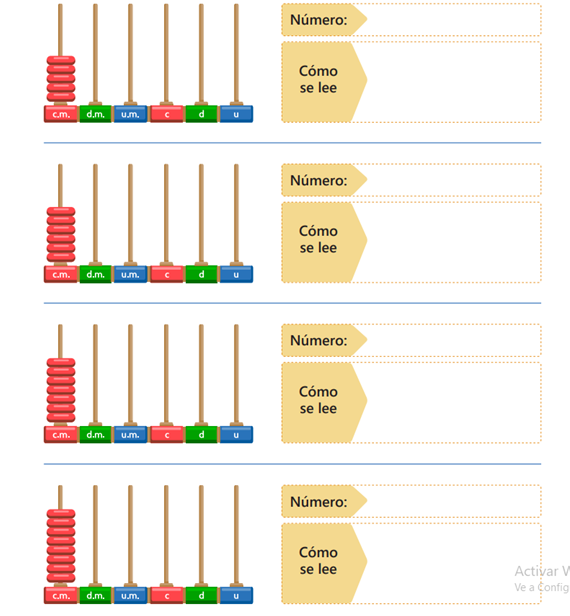 Número:
Cómo
se lee
c.m. d.m. u.m. c d u
Número:
Cómo
se lee
c.m. d.m. u.m. c d u
Número:
Cómo
se lee
c.m. d.m. u.m. c d u
Número:
Cómo
se lee
Activar W
Ve a Config
c.m. d.m. u.m. c d u